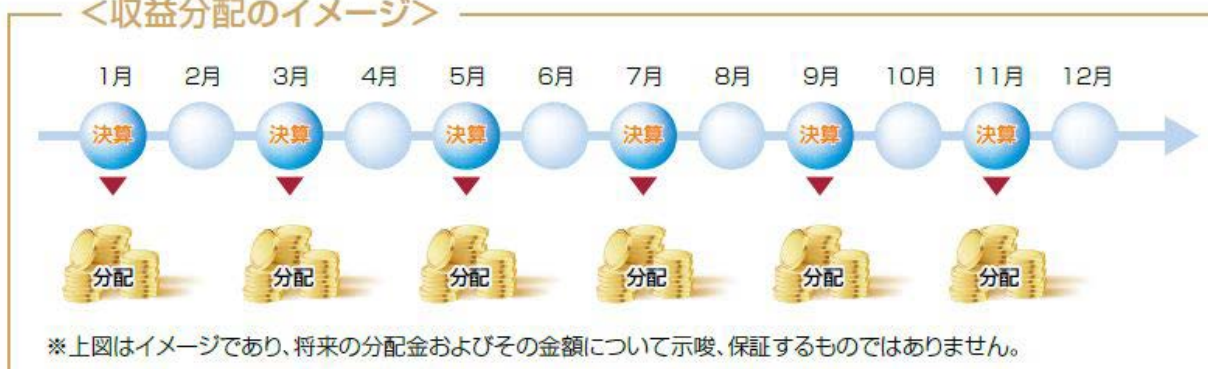 <収益分配のイメージ>
1月 2月 3月 4月 5月 6月 7月 8月 9月 10月 11月 12月
決算 決算 決算 決算 決算 決算
分配 分配 分配 分配 分配 分配
※上図はイメージであり、将来の分配金およびその金額について示唆、保証するものではありません。